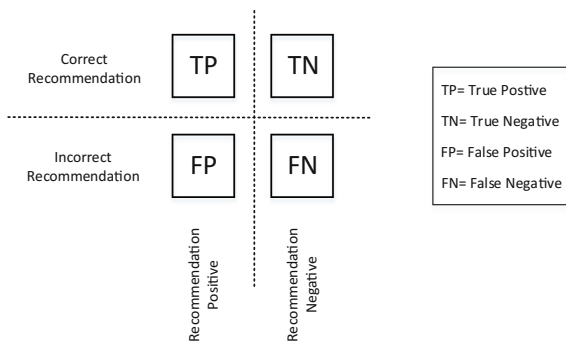 Correct
Recommendation
TP
TN
Incorrect
Recommendation
FP
FN
Recommendation
Positive
Recommendation
Negative
TP= True Postive
TN= True Negative
FP= False Positive
FN= False Negative